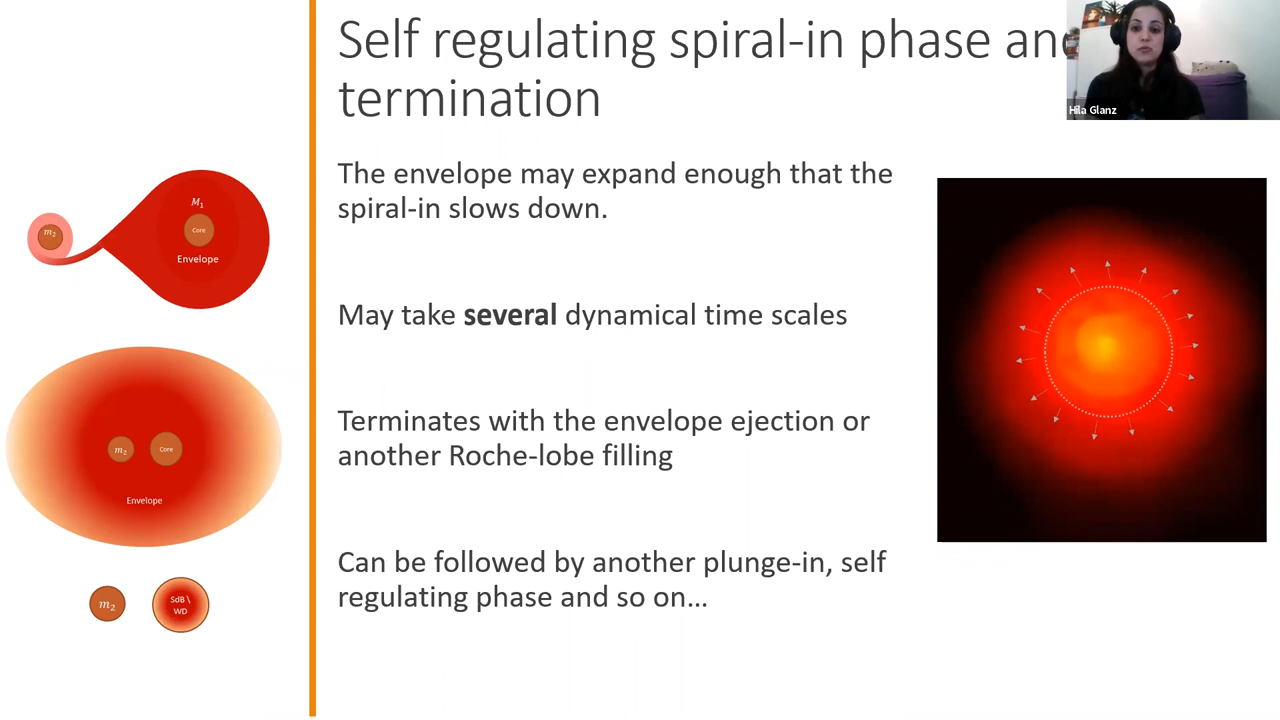 Self regulating spiral-in phase and
termination
Hila Glanz
The envelope may expand enough that the
spiral-in slows down.
May take several dynamical time scales
Terminates with the envelope ejection or
another Roche-lobe filling
Can be followed by another plunge-in, self
regulating phase and so on...
M₁
m₂
Core
Envelope
m₂
Core
Envelope
m₂
SdB \
WD